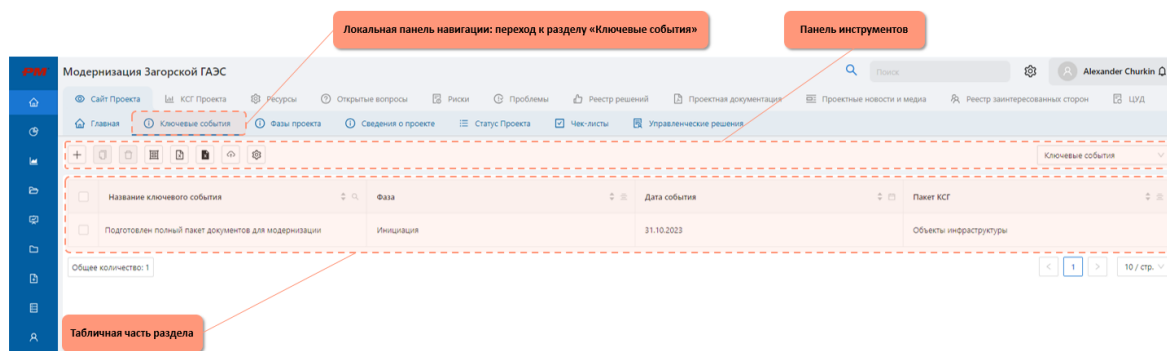 Локальная панель навигации: переход к разделу «Ключевые события»
Панель инструментов
PM
Модернизация Загорской ГАЭС
Поиск
A
Alexander Churkin
Сайт Проекта
КСГ Проекта
Ресурсы
Открытые вопросы
Риски
Проблемы
Реестр решений
Проектная документация
Проектные новости и медиа
Реестр заинтересованных сторон
ЦУД
Главная
Ключевые события
Фазы проекта
Сведения о проекте
Статус Проекта
Чек-листы
Управленческие решения
Ключевые события
Название ключевого события
Фаза
Дата события
Пакет КСГ
Подготовлен полный пакет документов для модернизации
Инициация
31.10.2023
Объекты инфраструктуры
Общее количество: 1
1
10 / стр.
Табличная часть раздела